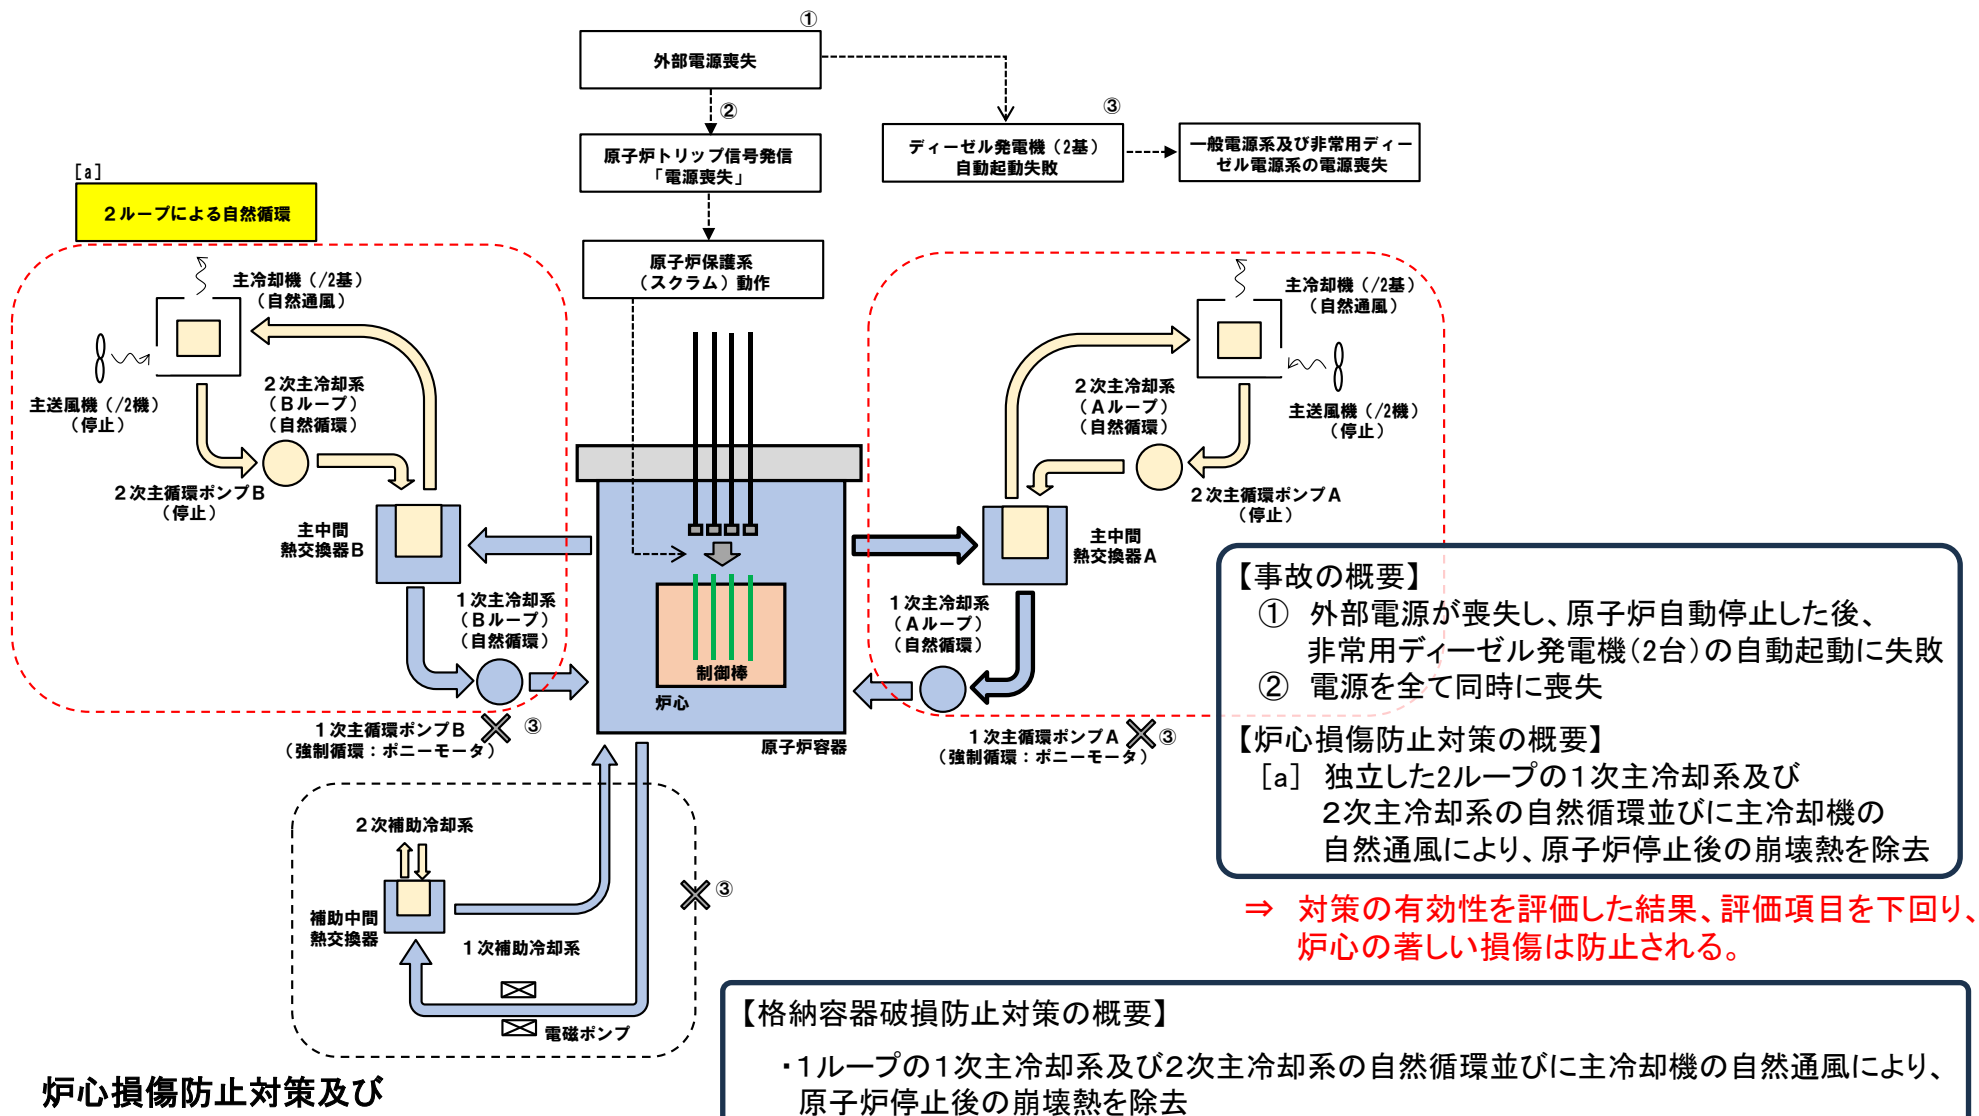 ①
外部電源喪失
②
③
原子炉トリップ信号発信
「電源喪失」
ディーゼル発電機（2基）
自動起動失敗
一般電源系及び非常用ディー
ゼル電源系の電源喪失
[a]
２ループによる自然循環
原子炉保護系
（スクラム）動作
主冷却機（/2基）
（自然通風）
主送風機（/2機）
（停止）
２次主冷却系
（Ｂループ）
（自然循環）
２次主循環ポンプＢ
（停止）
主中間
熱交換器Ｂ
１次主冷却系
（Ｂループ）
（自然循環）
１次主循環ポンプＢ
（強制循環：ポニーモータ）
③
制御棒
炉心
原子炉容器
主冷却機（/2基）
（自然通風）
主送風機（/2機）
（停止）
２次主冷却系
（Ａループ）
（自然循環）
２次主循環ポンプＡ
（停止）
主中間
熱交換器Ａ
１次主冷却系
（Ａループ）
（自然循環）
１次主循環ポンプＡ
（強制循環：ポニーモータ）
③
２次補助冷却系
補助中間
熱交換器
１次補助冷却系
電磁ポンプ
③
【事故の概要】
① 外部電源が喪失し、原子炉自動停止した後、
非常用ディーゼル発電機（2台）の自動起動に失敗
② 電源を全て同時に喪失
【炉心損傷防止対策の概要】
[a] 独立した2ループの１次主冷却系及び
２次主冷却系の自然循環並びに主冷却機の
自然通風により、原子炉停止後の崩壊熱を除去
⇒ 対策の有効性を評価した結果、評価項目を下回り、
炉心の著しい損傷は防止される。
【格納容器破損防止対策の概要】
・１ループの１次主冷却系及び２次主冷却系の自然循環並びに主冷却機の自然通風により、
原子炉停止後の崩壊熱を除去
炉心損傷防止対策及び